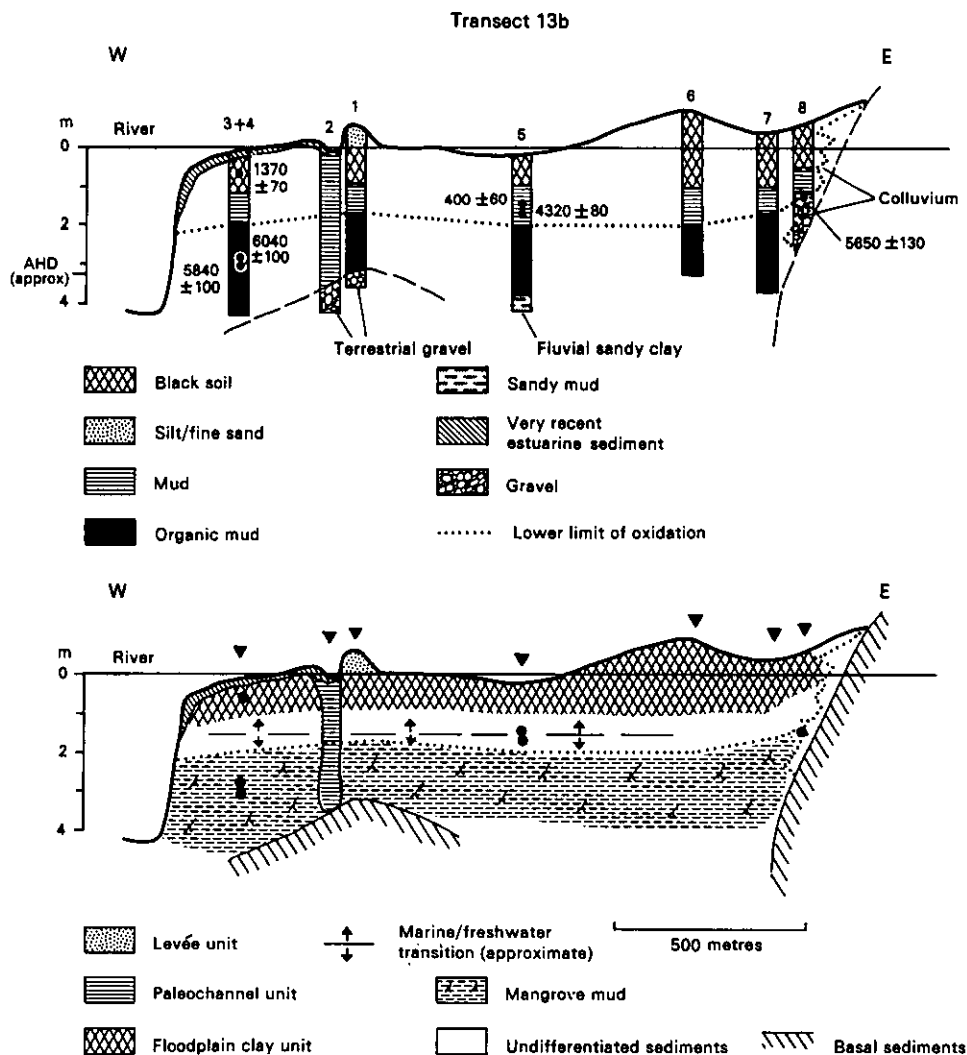 Transect 13b
W
E
m
River
3+4
2
1
5
6
7
8
0
1370
±70
400 ±60
4320 ±80
Colluvium
2
6040
±100
5840
±100
5650 ±130
AHD
(approx)
4
Terrestrial gravel
Fluvial sandy clay
Black soil
Sandy mud
Silt/fine sand
Very recent
estuarine sediment
Mud
Gravel
Organic mud
Lower limit of oxidation
W
E
m
River
0
2
4
Levée unit
Marine/freshwater
transition (approximate)
500 metres
Paleochannel unit
Mangrove mud
Floodplain clay unit
Undifferentiated sediments
Basal sediments